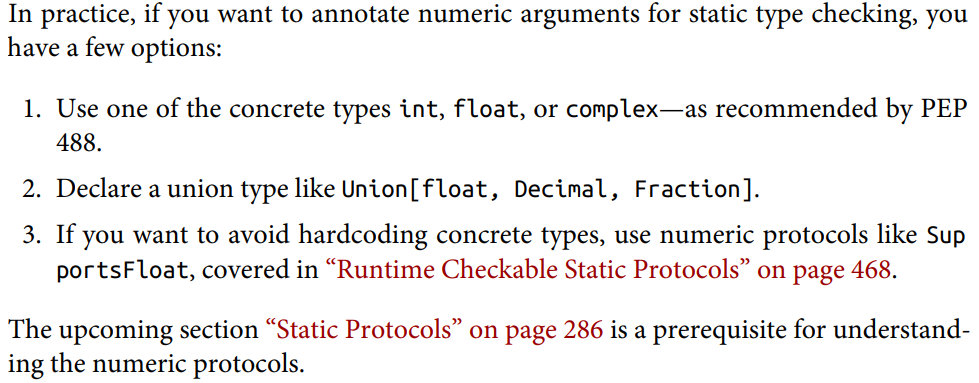 In practice, if you want to annotate numeric arguments for static type checking, you
have a few options:
1. Use one of the concrete types int, float, or complex—as recommended by PEP
488.
2. Declare a union type like Union[float, Decimal, Fraction].
3. If you want to avoid hardcoding concrete types, use numeric protocols like Sup
portsFloat, covered in “Runtime Checkable Static Protocols” on page 468.
The upcoming section “Static Protocols” on page 286 is a prerequisite for understand-
ing the numeric protocols.